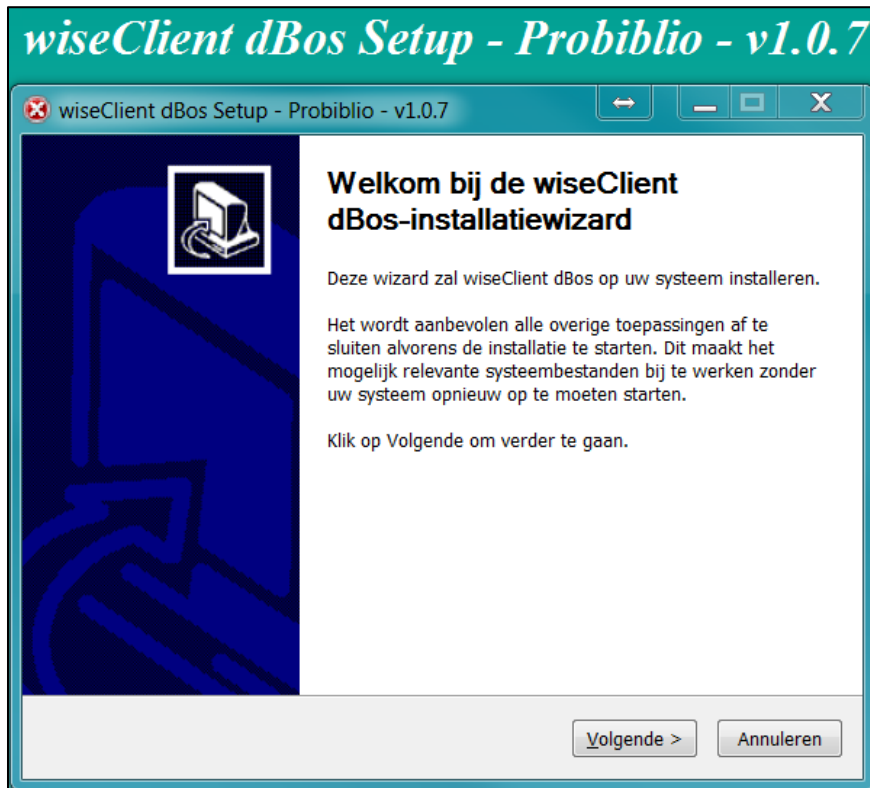 wiseClient dBos Setup - Probiblio - v1.0.7
wiseClient dBos Setup - Probiblio - v1.0.7
Welkom bij de wiseClient
dBos-installatiewizard
Deze wizard zal wiseClient dBos op uw systeem installeren.
Het wordt aanbevolen alle overige toepassingen af te
sluiten alvorens de installatie te starten. Dit maakt het
mogelijk relevante systeembestanden bij te werken zonder
uw systeem opnieuw op te moeten starten.
Klik op Volgende om verder te gaan.
Volgende >
Annuleren